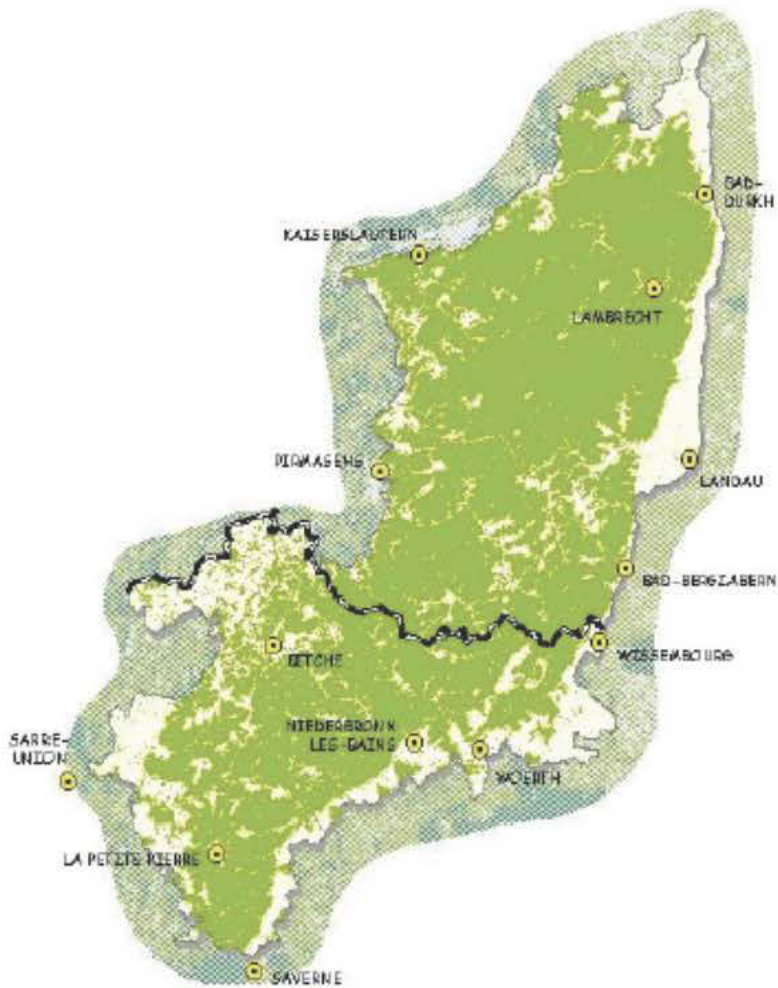 BAD-
DURKH
KAISERSLAUTERN
LAMBRECHT
PIRMASENS
LANDAU
BAD-BERGZABERN
BITCHE
WISSEMBOURG
NIEDERBRONN
LES-BAINS
SARRE-
UNION
WOERTH
LA PETITE PIERRE
SAVERNE